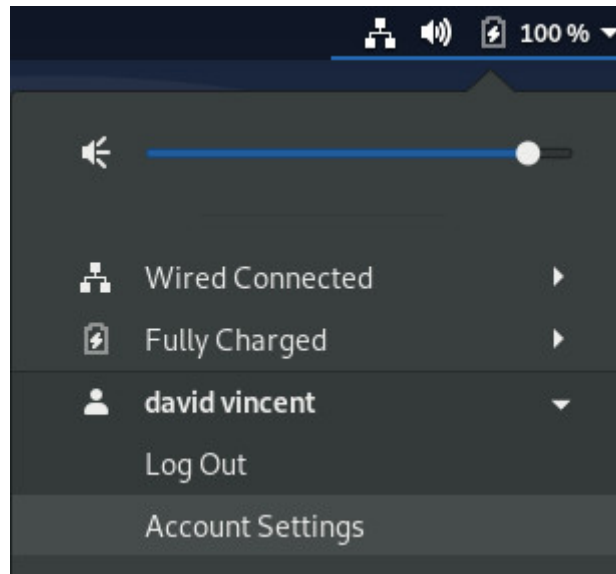 100 %
Wired Connected
Fully Charged
david vincent
Log Out
Account Settings